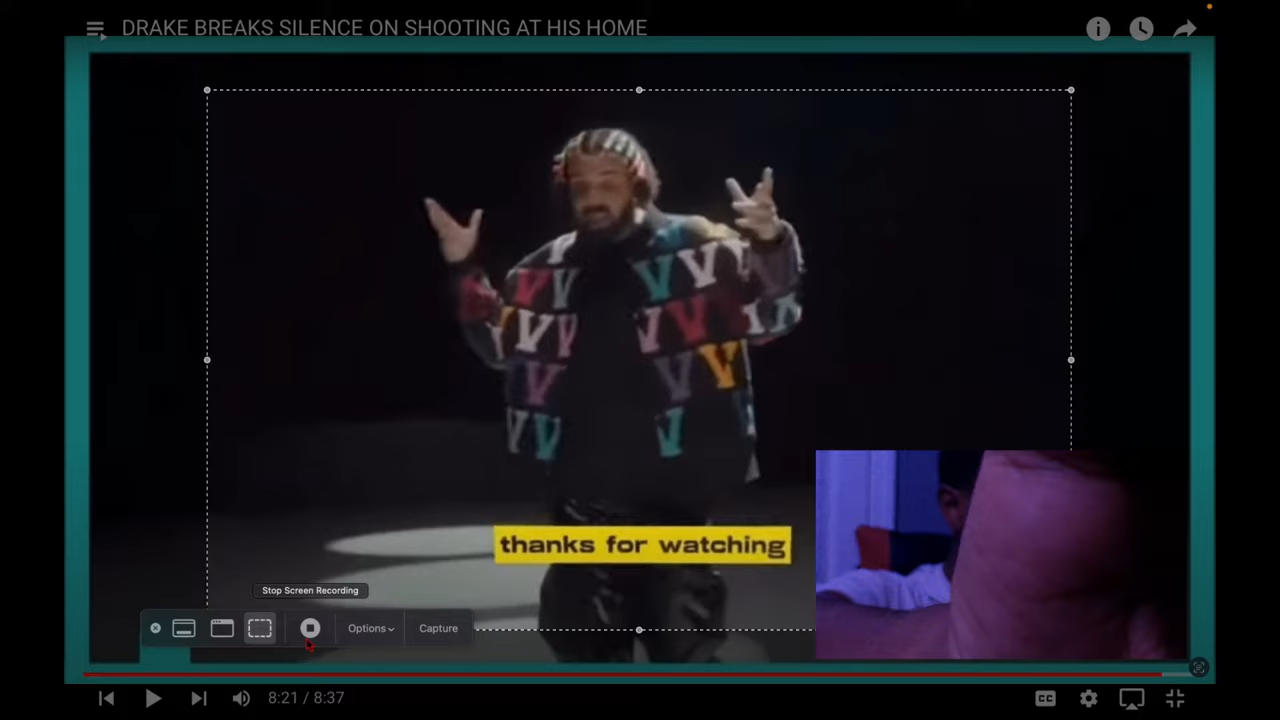 DRAKE BREAKS SILENCE ON SHOOTING AT HIS HOME
thanks for watching
Stop Screen Recording
Options
Capture
8:21 / 8:37
CC